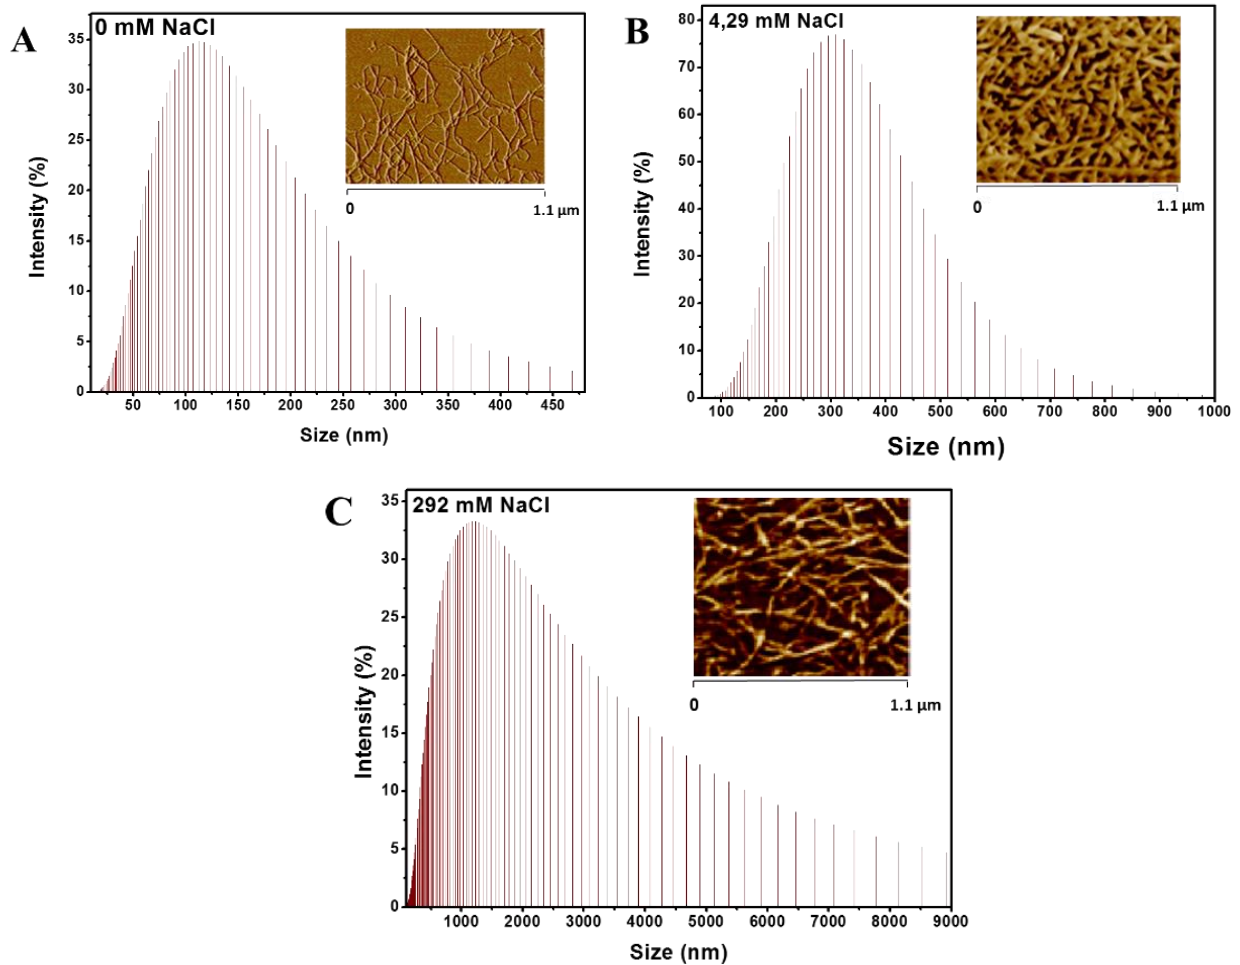 A
0 mM NaCl
35
30
25
20
15
10
5
0
Intensity (%)
50 100 150 200 250 300 350 400 450
Size (nm)
0 1.1 µm
B
4,29 mM NaCl
80
70
60
50
40
30
20
10
0
Intensity (%)
100 200 300 400 500 600 700 800 900 1000
Size (nm)
0 1.1 µm
C
292 mM NaCl
35
30
25
20
15
10
5
0
Intensity (%)
1000 2000 3000 4000 5000 6000 7000 8000 9000
Size (nm)
0 1.1 µm